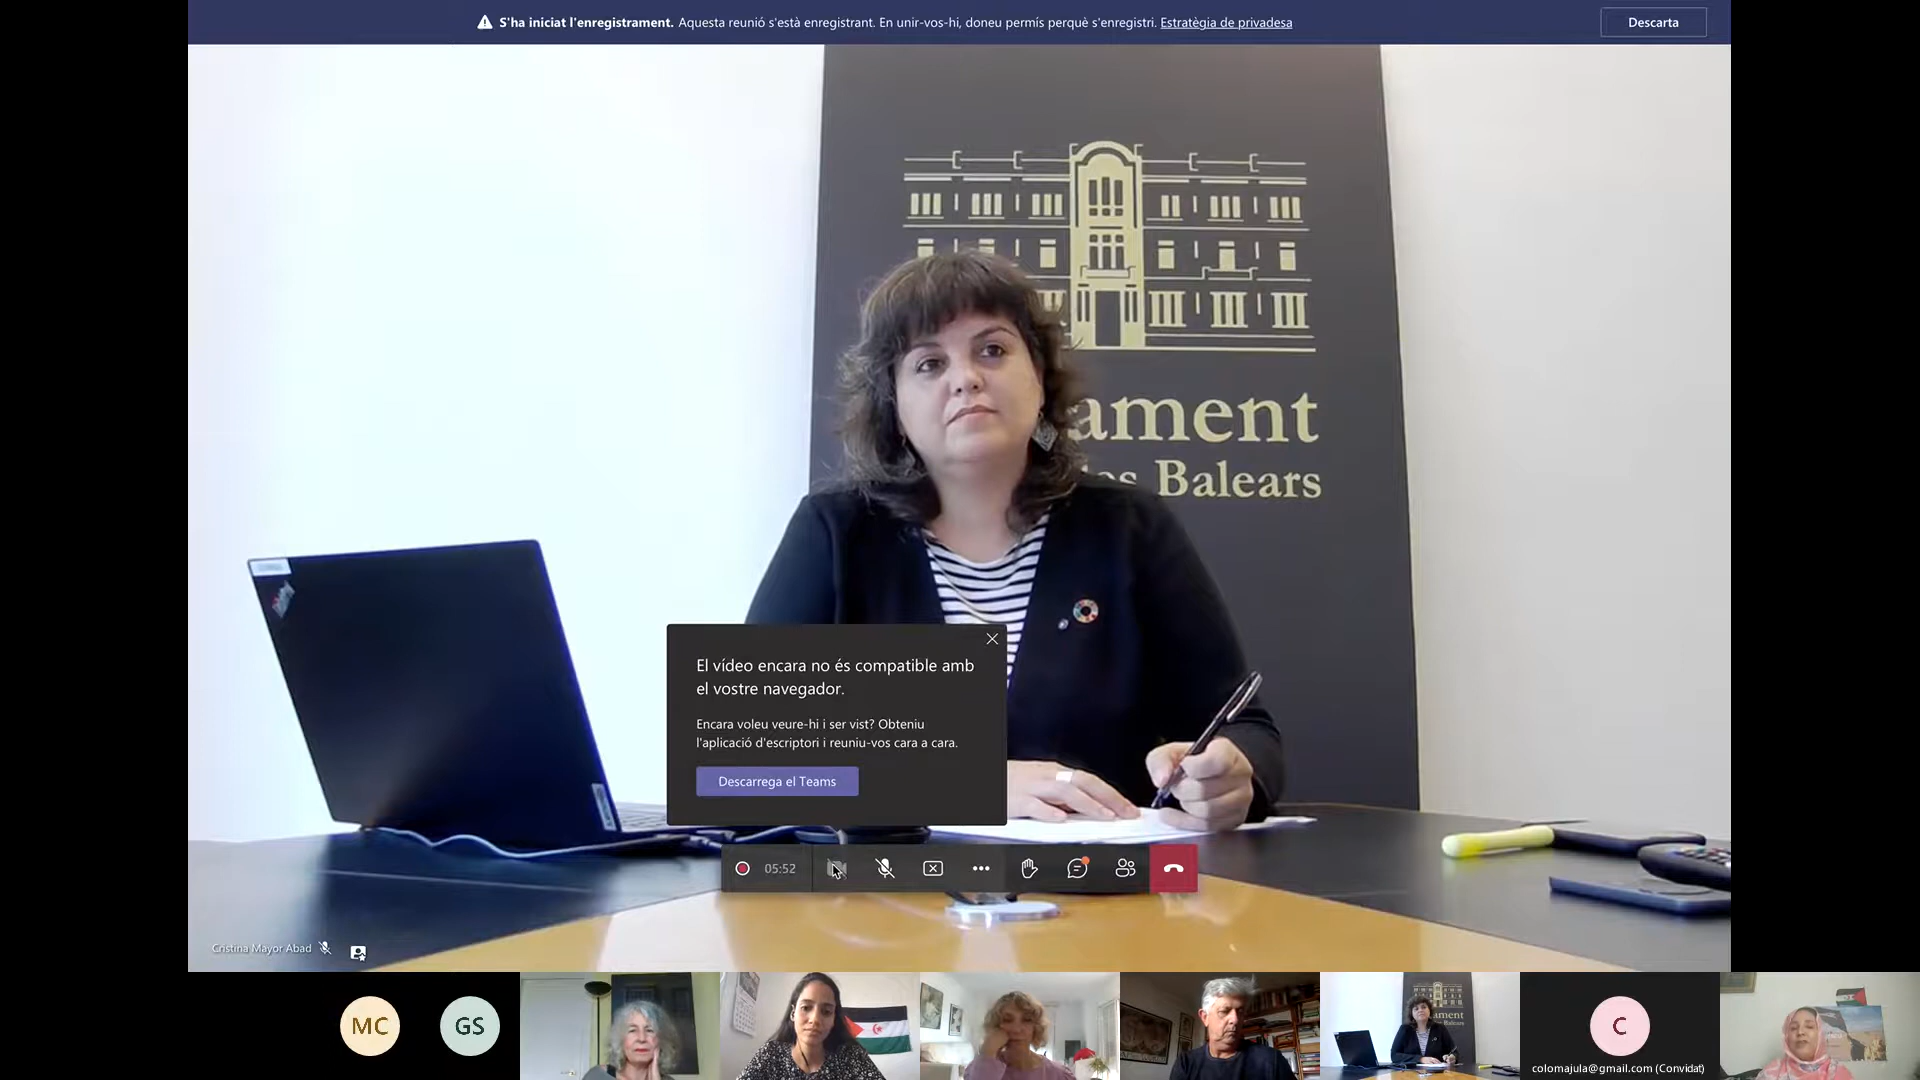 S'ha iniciat l'enregistrament. Aquesta reunió s'està enregistrant. En unir-vos-hi, doneu permís perquè s'enregistri. Estratègia de privadesa
Descarta
ament
Balears
El vídeo encara no és compatible amb
el vostre navegador.
Encara voleu veure-hi i ser vist? Obteniu
l'aplicació d'escriptori i reuniu-vos cara a cara.
Descarrega el Teams
05:52
Cristina Mayor Abad
MC
GS
C
colomajula@gmail.com (Convidat)